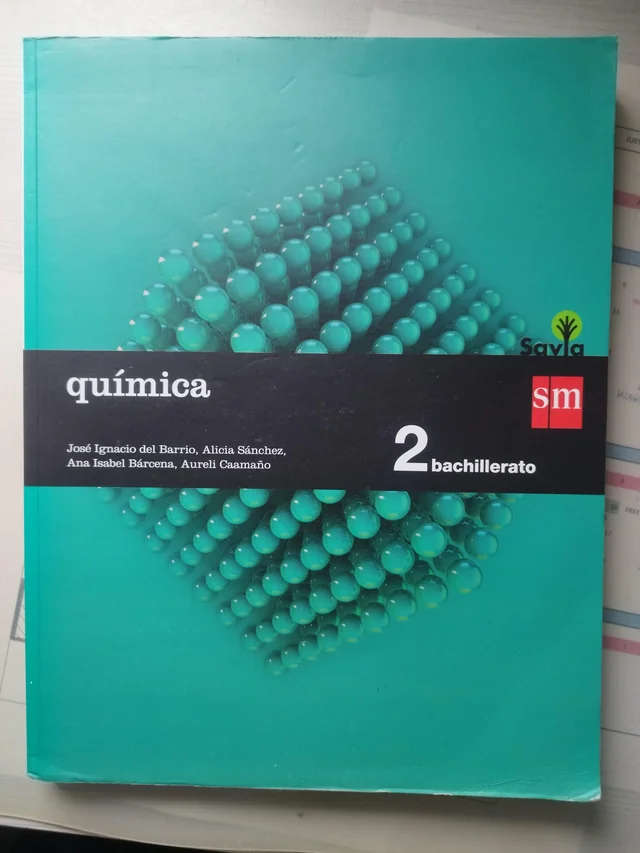 Savia
química
sm
José Ignacio del Barrio, Alicia Sánchez,
Ana Isabel Bárcena, Aureli Caamaño
2 bachillerato